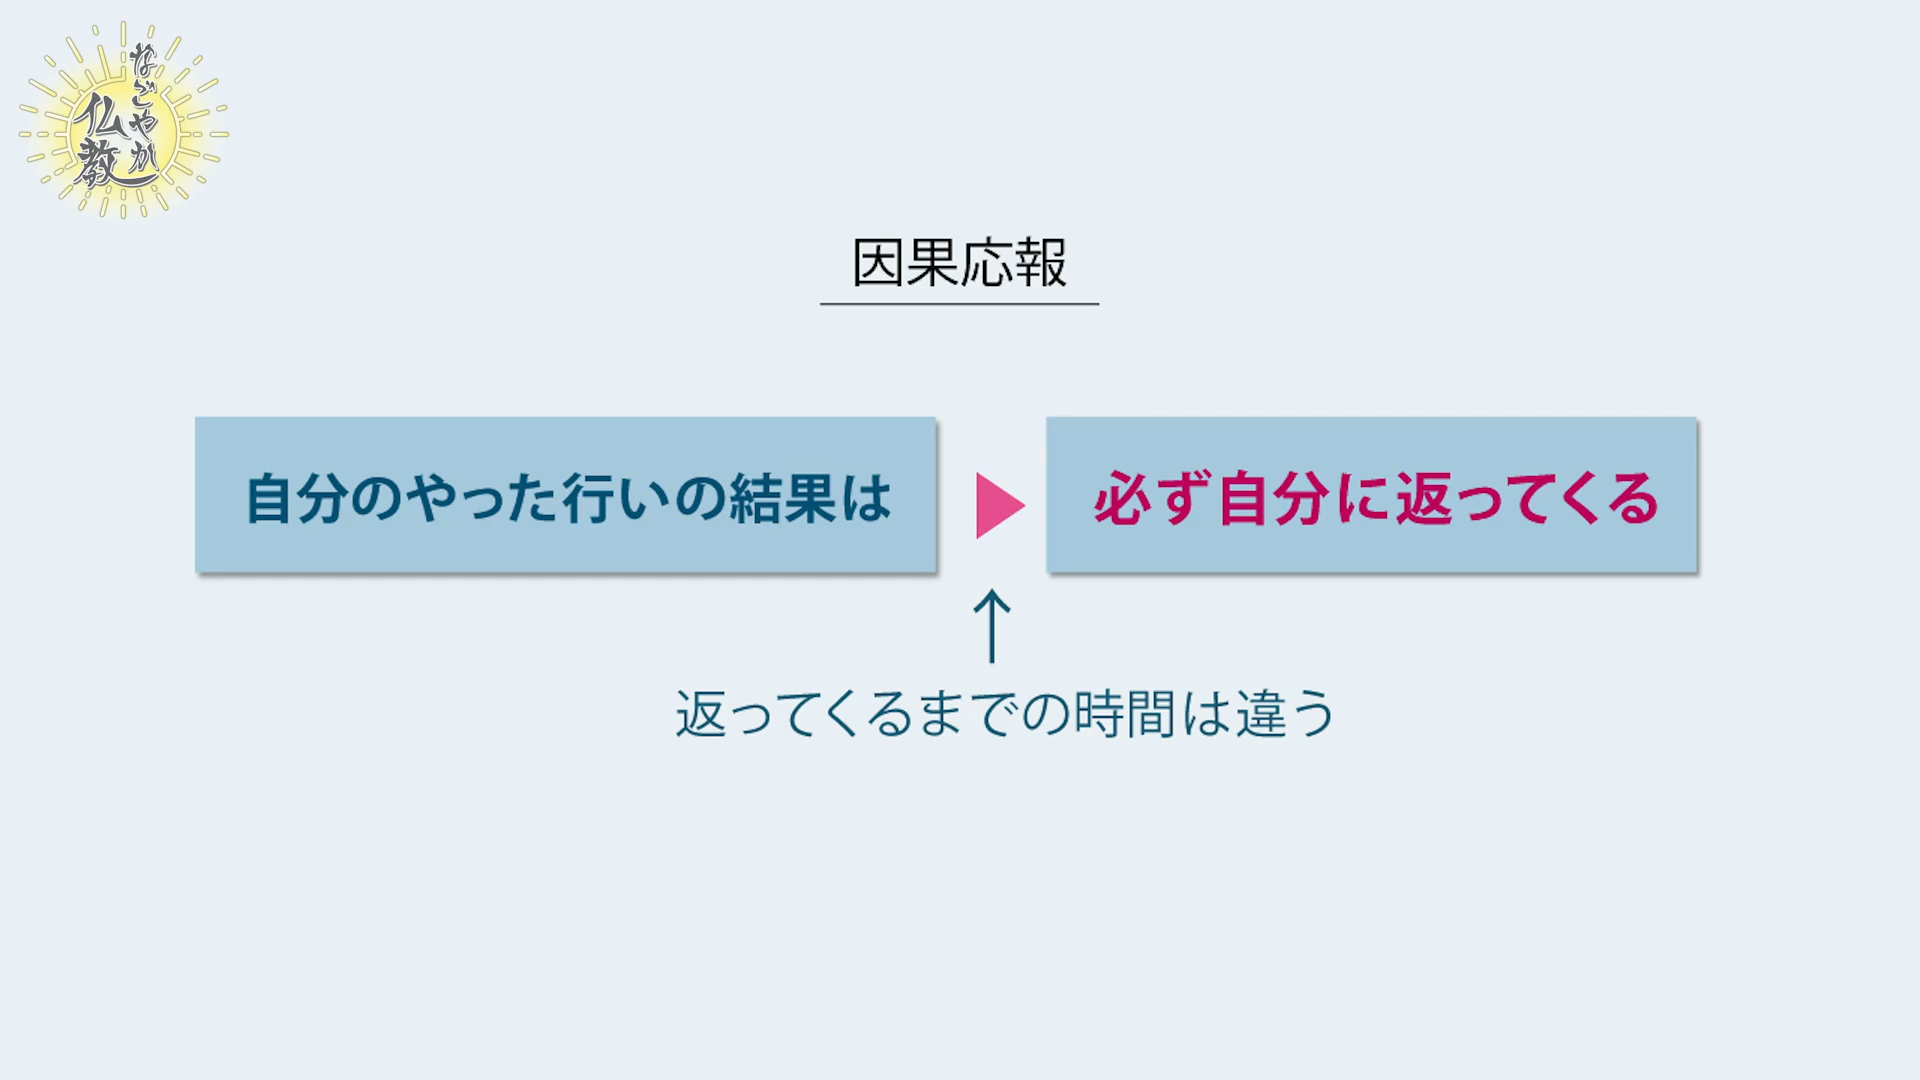 なごやか
仏教
因果応報
自分のやった行いの結果は
必ず自分に返ってくる
返ってくるまでの時間は違う